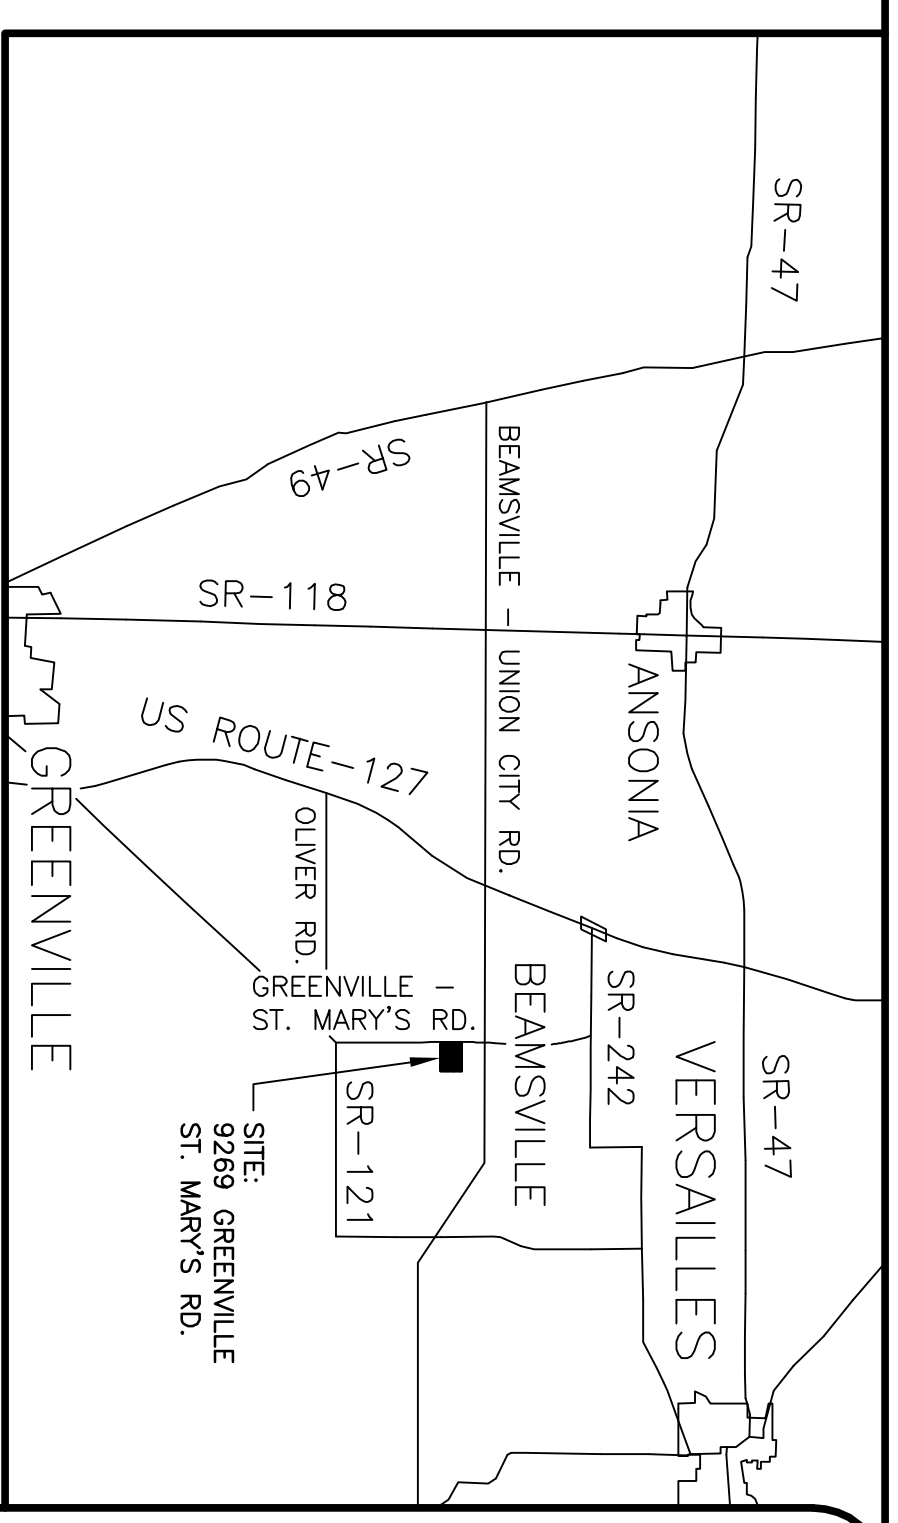 SR-47
SR-49
BEAMSVILLE - UNION CITY RD.
SR-118
ANSONIA
US ROUTE-127
GREENVILLE
OLIVER RD.
GREENVILLE -
ST. MARY'S RD.
BEAMSVILLE
SR-242
VERSAILLES
SR-47
SR-121
SITE:
9269 GREENVILLE
ST. MARY'S RD.